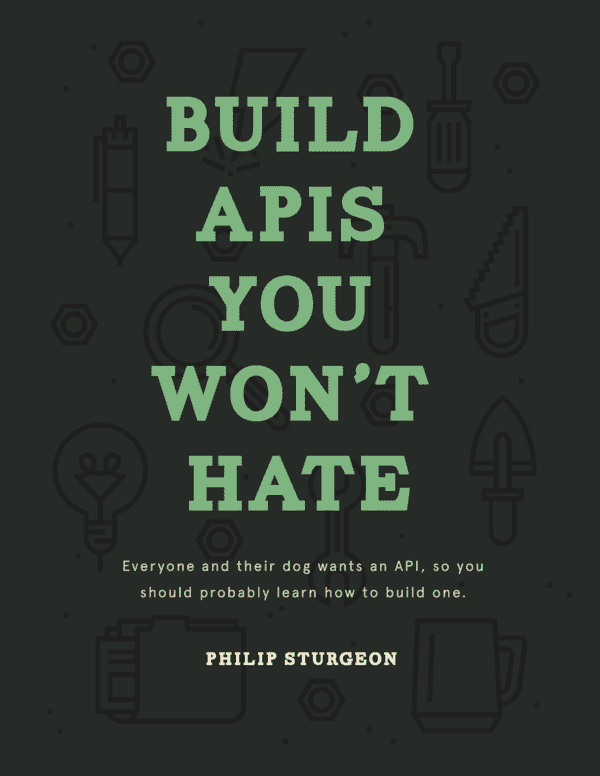 BUILD
APIS
YOU
WON'T
HATE
Everyone and their dog wants an API, so you
should probably learn how to build one.
PHILIP STURGEON